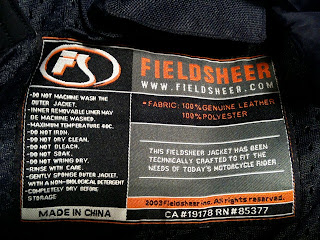 FS
FIELDSHEER
WWW.FIELDSHEER.COM
• FABRIC: 100% GENUINE LEATHER
100% POLYESTER
-DO NOT MACHINE WASH THE
OUTER JACKET.
-INNER REMOVABLE LINER MAY
BE MACHINE WASHED.
-MAXIMUM TEMPERATURE 40C.
-DO NOT IRON.
-DO NOT DRY CLEAN.
-DO NOT BLEACH.
-DO NOT SOAK.
-DO NOT WRING DRY.
-RINSE WITH CARE.
-GENTLY SPONGE OUTER JACKET.
WITH A NON-BIOLOGICAL DETERGENT
-COMPLETELY DRY BEFORE
STORAGE
THIS FIELDSHEER JACKET HAS BEEN
TECHNICALLY CRAFTED TO FIT THE
NEEDS OF TODAY'S MOTORCYCLE RIDER
2003 Fieldsheer inc. All rights reserved.
MADE IN CHINA
CA #19178 RN #85377